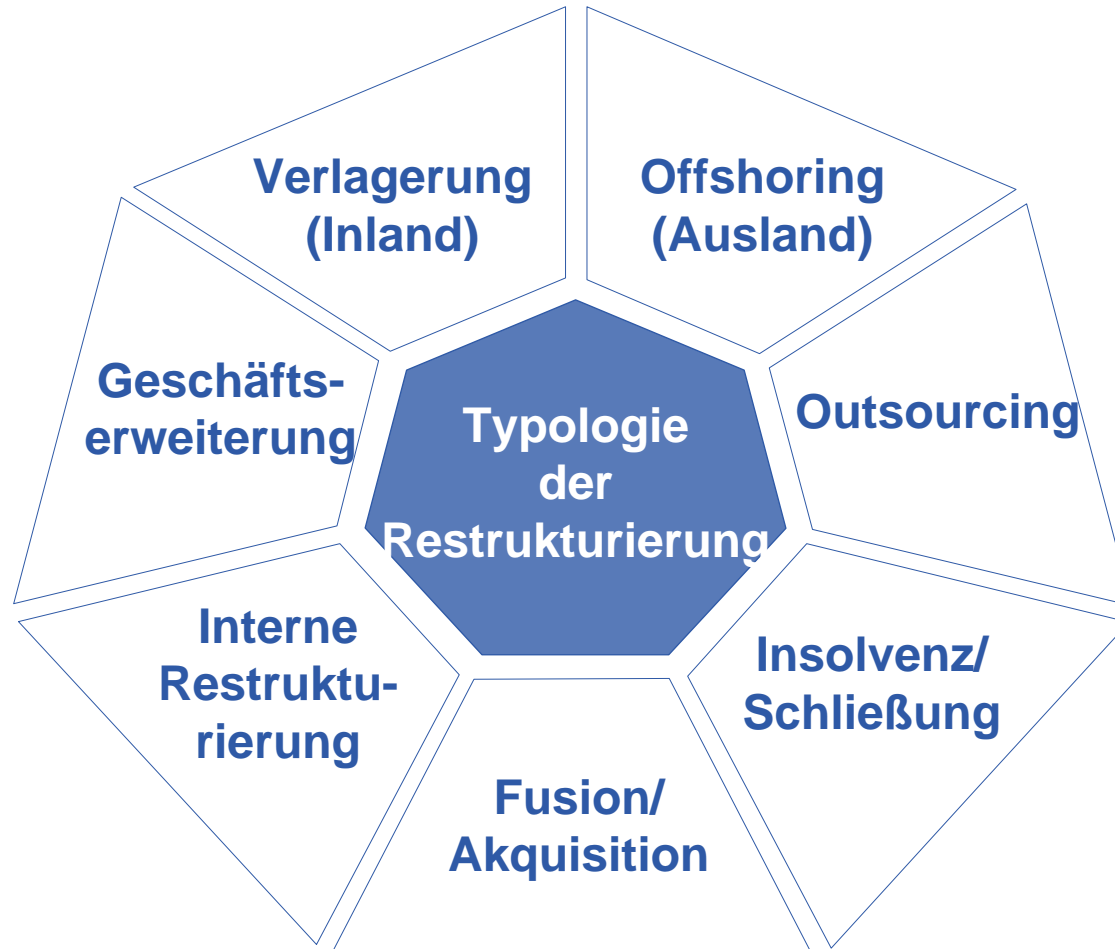 Verlagerung
(Inland)
Offshoring
(Ausland)
Geschäfts-
erweiterung
Typologie
der
Restrukturierung
Outsourcing
Interne
Restruktu-
rierung
Insolvenz/
Schließung
Fusion/
Akquisition